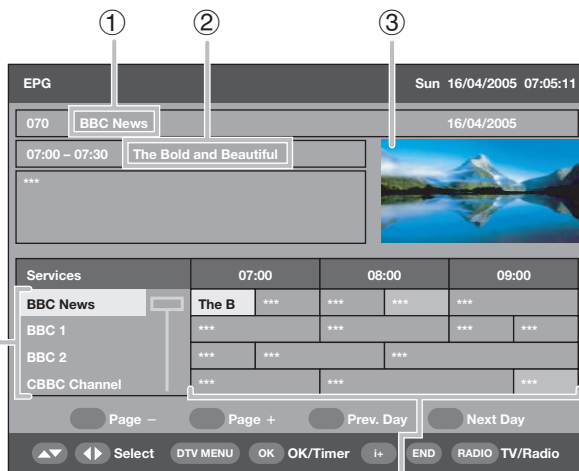 ① ② ③
EPG Sun 16/04/2005 07:05:11
070 BBC News 16/04/2005
07:00 – 07:30 The Bold and Beautiful
***
Services 07:00 08:00 09:00
BBC News The B *** *** *** ***
BBC 1 *** *** *** ***
BBC 2 *** *** ***
CBBC Channel *** *** ***
Page − Page + Prev. Day Next Day
Select DTV MENU OK OK/Timer i+ END RADIO TV/Radio